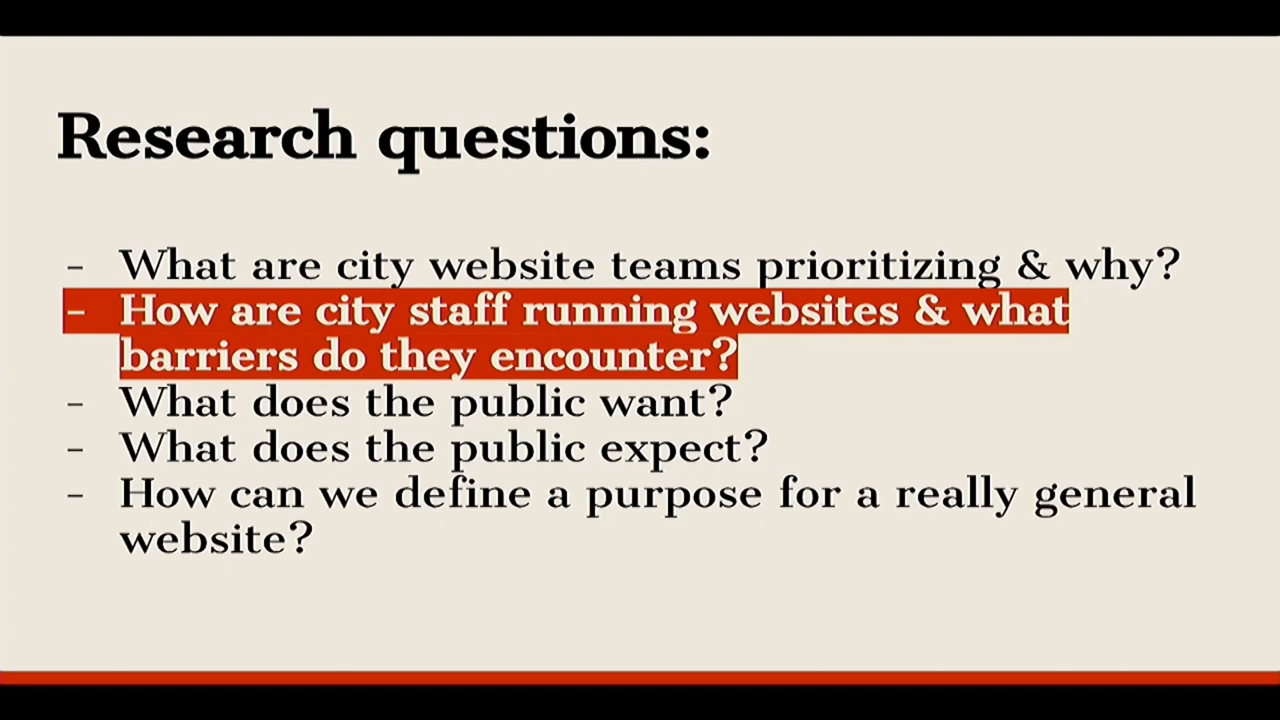 Research questions:
- What are city website teams prioritizing & why?
- How are city staff running websites & what
barriers do they encounter?
- What does the public want?
- What does the public expect?
- How can we define a purpose for a really general
website?